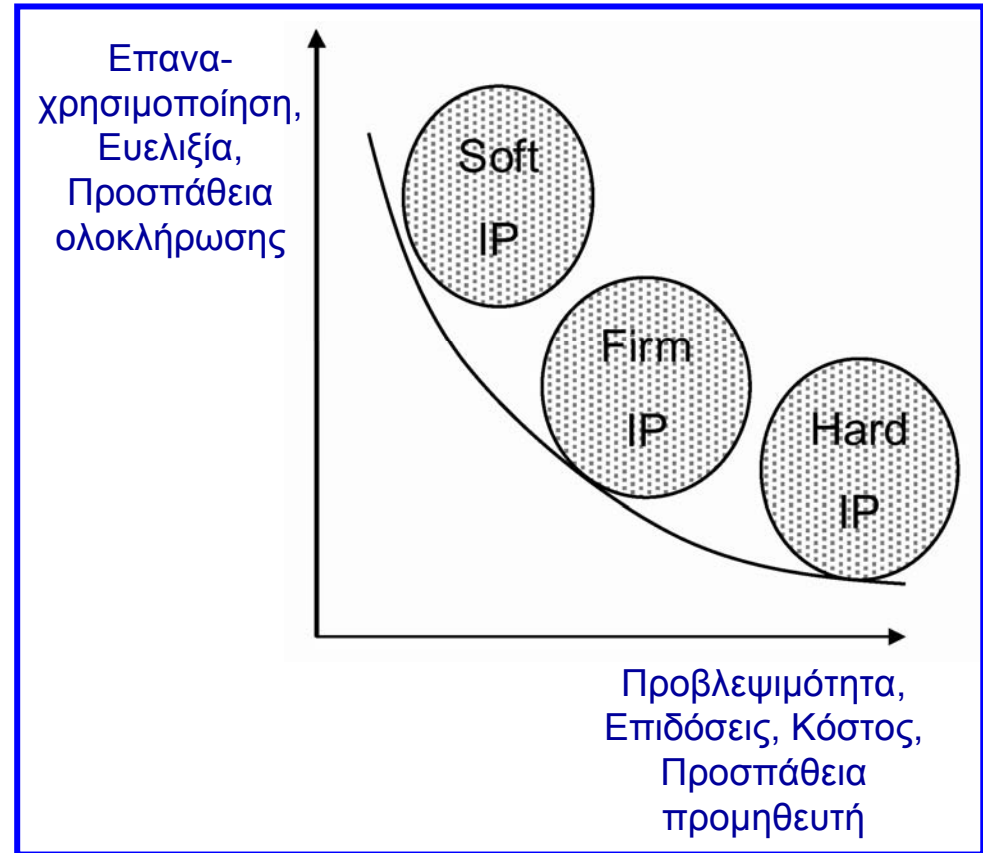 Επανα-
χρησιμοποίηση,
Ευελιξία,
Προσπάθεια
ολοκλήρωσης
Soft
IP
Firm
IP
Hard
IP
Προβλεψιμότητα,
Επιδόσεις, Κόστος,
Προσπάθεια
προμηθευτή